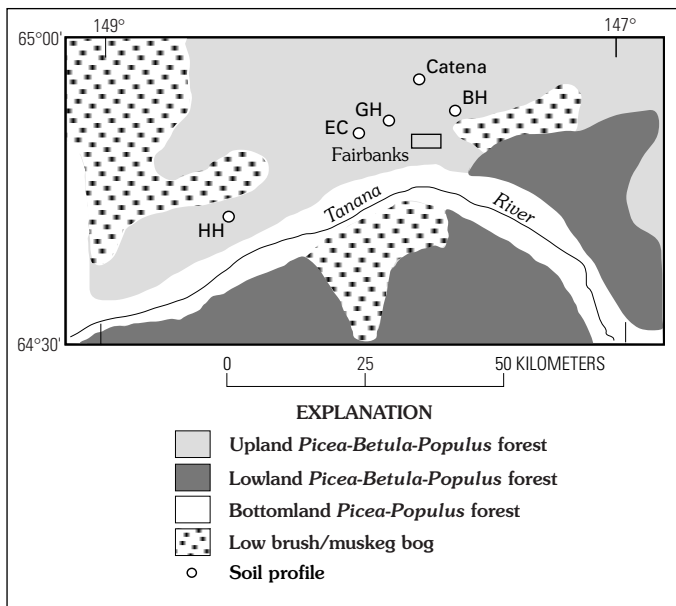 149°
147°
65°00'
Catena
BH
GH
EC
Fairbanks
Tanana
River
HH
64°30'
0
25
50 KILOMETERS
EXPLANATION
Upland Picea-Betula-Populus forest
Lowland Picea-Betula-Populus forest
Bottomland Picea-Populus forest
Low brush/muskeg bog
Soil profile